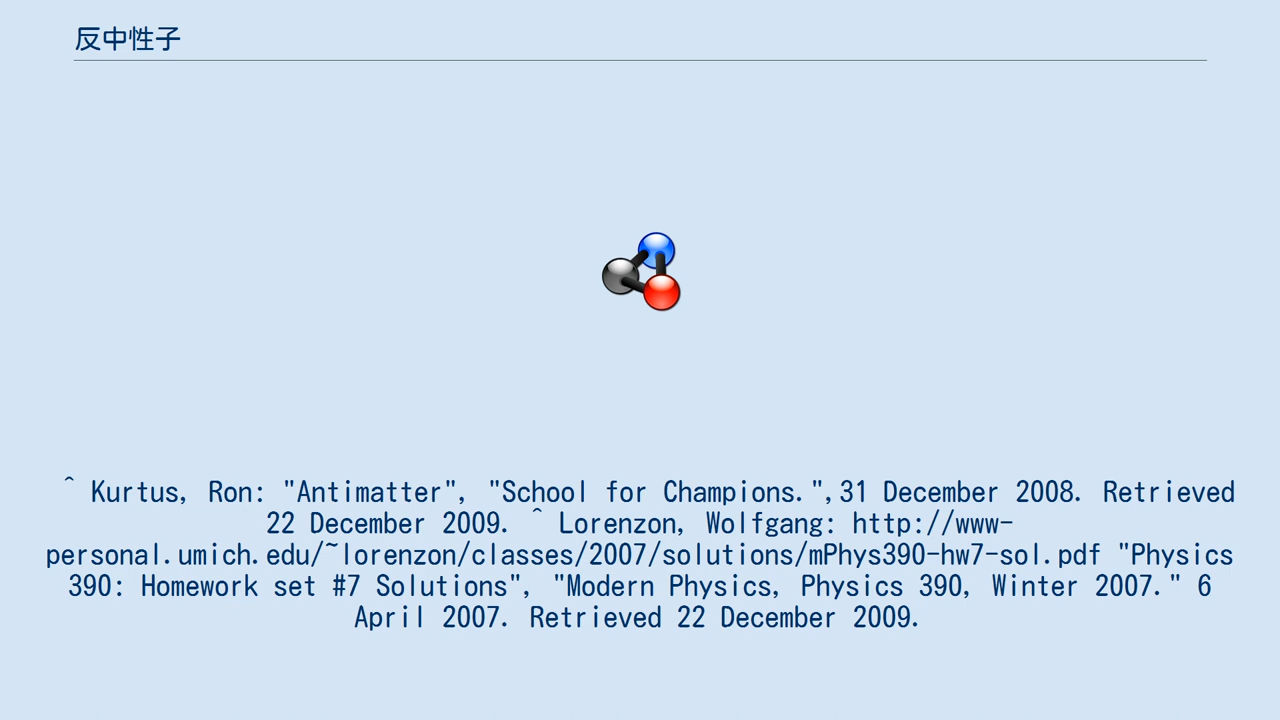 反中性子
^ Kurtus, Ron: "Antimatter", "School for Champions.",31 December 2008. Retrieved
22 December 2009. ^ Lorenzon, Wolfgang: http://www-
personal.umich.edu/~lorenzon/classes/2007/solutions/mPhys390-hw7-sol.pdf "Physics
390: Homework set #7 Solutions", "Modern Physics, Physics 390, Winter 2007." 6
April 2007. Retrieved 22 December 2009.